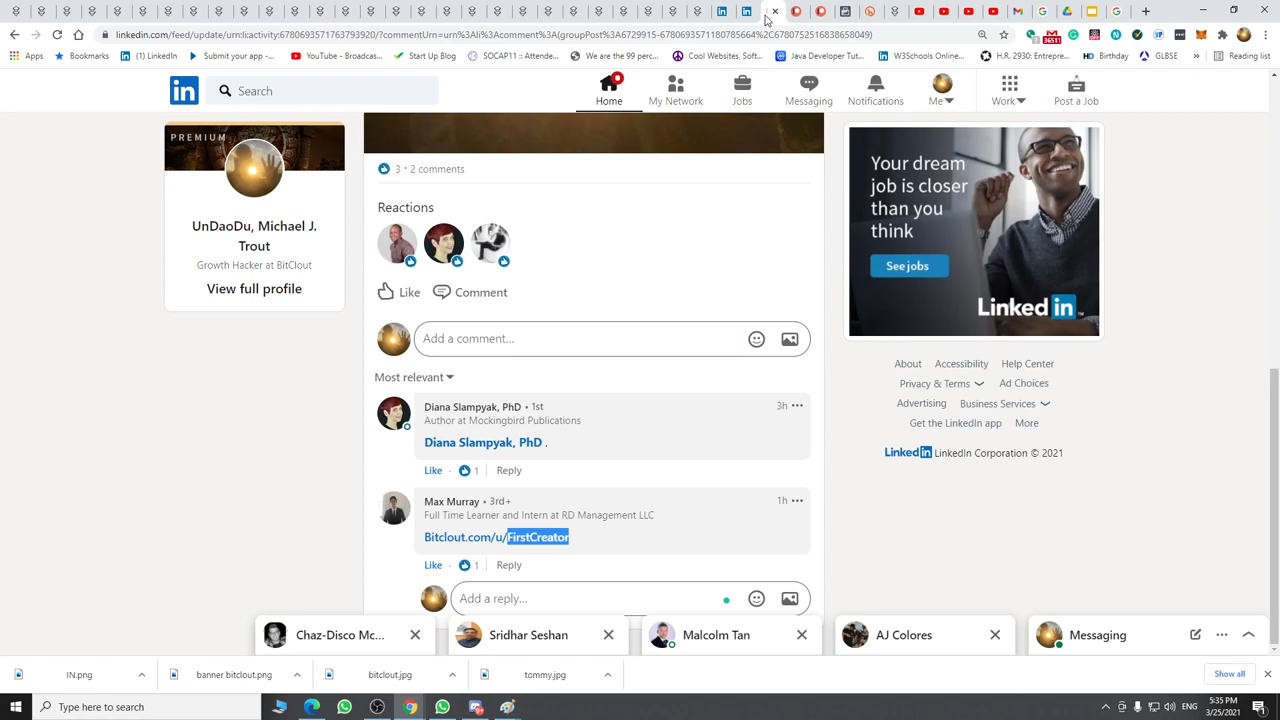 linkedin.com/feed/update/urn:li:activity:6780693571763793920/?commentUrn=urn%3Ali%3Acomment%3A(groupPost%3A6729915-6780693571180785664%2C6780752516838658049)
36511
Apps
Bookmarks
(1) LinkedIn
Submit your app -...
YouTube =treadcas...
Start Up Blog
SOCAP11 : Attende...
We are the 99 perc...
Cool Websites, Soft...
Java Developer Tut...
W3Schools Online...
H.R. 2930: Entrepre...
Birthday
GLBSE
»
Reading list
in
Search
Home
My Network
Jobs
Messaging
Notifications
Me
Work
Post a Job
PREMIUM
UnDaoDu, Michael J.
Trout
Growth Hacker at BitClout
View full profile
3 · 2 comments
Reactions
Like
Comment
Add a comment...
Most relevant
Diana Slampyak, PhD • 1st
3h
Author at Mockingbird Publications
Diana Slampyak, PhD .
Like · 1 | Reply
Max Murray • 3rd+
1h
Full Time Learner and Intern at RD Management LLC
Bitclout.com/u/FirstCreator
Like · 1 | Reply
Add a reply...
Your dream
job is closer
than you
think
See jobs
Linked in
About
Accessibility
Help Center
Privacy & Terms
Ad Choices
Advertising
Business Services
Get the LinkedIn app
More
Linked in LinkedIn Corporation © 2021
Chaz-Disco Mc...
Sridhar Seshan
Malcolm Tan
AJ Colores
Messaging
IN.png
banner bitclout.png
bitclout.jpg
tommy.jpg
Show all
Type here to search
5:35 PM
3/25/2021